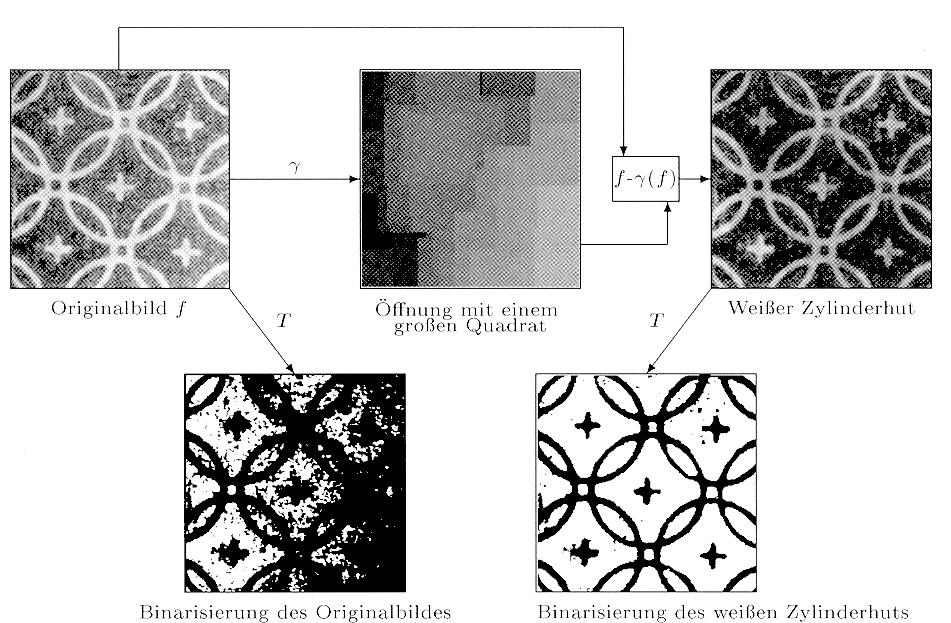 γ
f-γ(f)
Originalbild f
Öffnung mit einem
großen Quadrat
Weißer Zylinderhut
T
T
Binarisierung des Originalbildes
Binarisierung des weißen Zylinderhuts